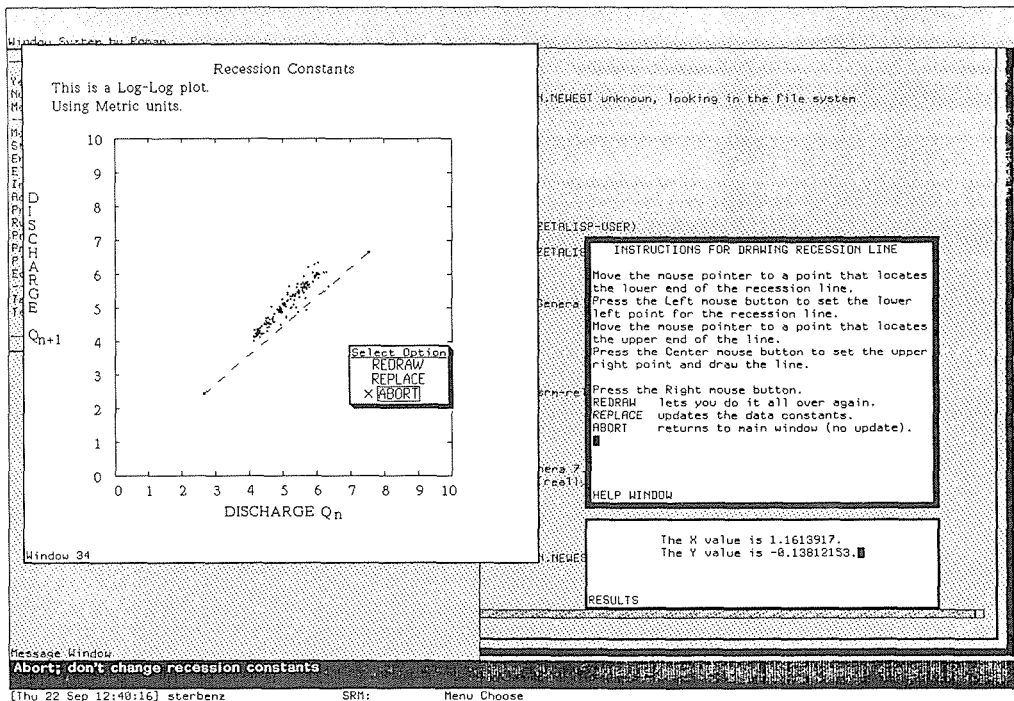 Window System by Roman
Recession Constants
This is a Log-Log plot.
Using Metric units.
10
9
8
7
6
5
4
3
2
1
0
DISCHARGE
Qn+1
0 1 2 3 4 5 6 7 8 9 10
DISCHARGE Qn
Select Option
REDRAW
REPLACE
× ABORT
Window 34
.NEWEST unknown, looking in the file system
ZETALISP-USER)
ZETALIS
Genera
nera 7.
(really
.NEWES
INSTRUCTIONS FOR DRAWING RECESSION LINE
Move the mouse pointer to a point that locates
the lower end of the recession line.
Press the Left mouse button to set the lower
left point for the recession line.
Move the mouse pointer to a point that locates
the upper end of the line.
Press the Center mouse button to set the upper
right point and draw the line.
Press the Right mouse button.
REDRAW lets you do it all over again.
REPLACE updates the data constants.
ABORT returns to main window (no update).
HELP WINDOW
The X value is 1.1613917.
The Y value is -0.13812153.
RESULTS
Message Window
Abort; don't change recession constants
[Thu 22 Sep 12:40:16] sterbenz SRM: Menu Choose